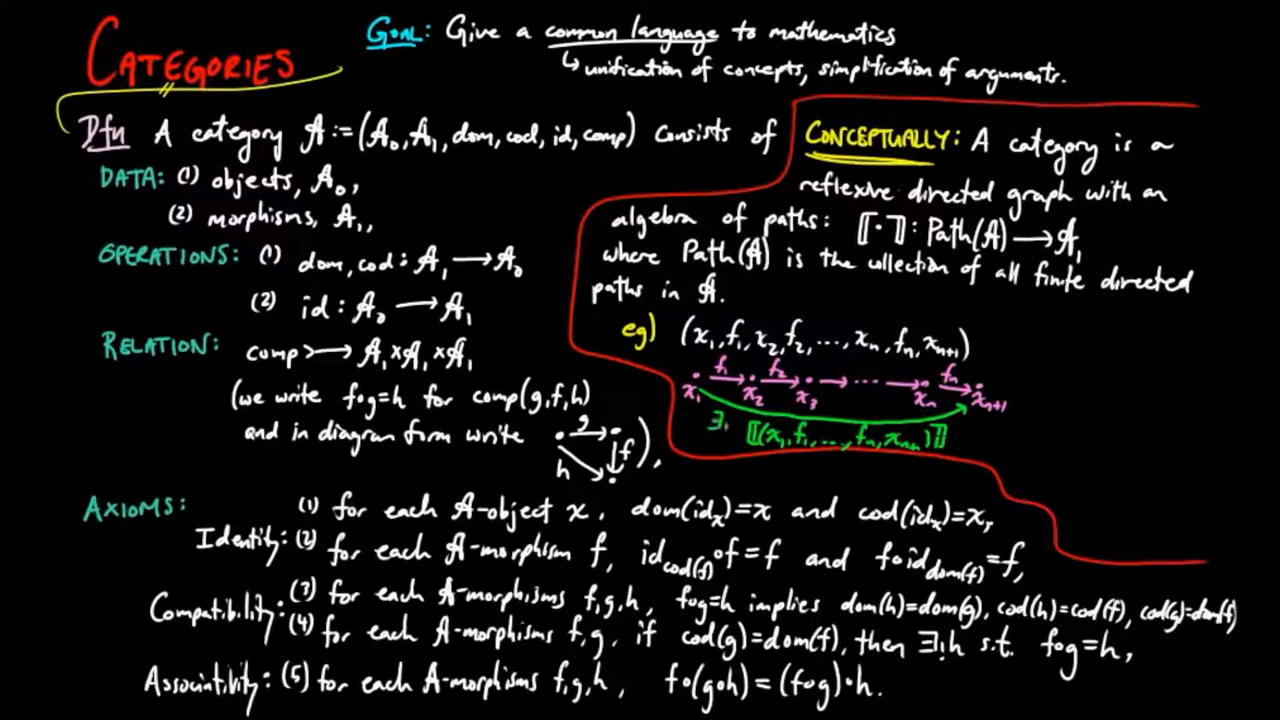 CATEGORIES
GOAL: Give a common language to mathematics
↳ unification of concepts, simplification of arguments.
Dfn A category 𝒜 := (𝒜₀, 𝒜₁, dom, cod, id, comp) consists of
DATA: (1) objects, 𝒜₀,
(2) morphisms, 𝒜₁,
OPERATIONS: (1) dom, cod : 𝒜₁ → 𝒜₀
(2) id : 𝒜₀ → 𝒜₁
RELATION: comp ↣ 𝒜₁×𝒜₁×𝒜₁
(we write f∘g=h for comp(g,f,h)
and in diagram form write
g
f
h
),
CONCEPTUALLY: A category is a
reflexive directed graph with an
algebra of paths: ⟦·⟧ : Path(𝒜) → 𝒜₁
where Path(𝒜) is the collection of all finite directed
paths in 𝒜.
eg) (x₁, f₁, x₂, f₂, ..., xₙ, fₙ, xₙ₊₁)
f₁ f₂ ... fₙ
x₁ x₂ x₃ xₙ xₙ₊₁
∃! ⟦(x₁, f₁, ..., fₙ, xₙ₊₁)⟧
AXIOMS: (1) for each 𝒜-object x, dom(idₓ)=x and cod(idₓ)=x,
Identity: (2) for each 𝒜-morphism f, id_cod(f)∘f=f and f∘id_dom(f)=f,
Compatibility: (3) for each 𝒜-morphisms f,g,h, f∘g=h implies dom(h)=dom(g), cod(h)=cod(f), cod(g)=dom(f)
(4) for each 𝒜-morphisms f,g, if cod(g)=dom(f), then ∃!h s.t. f∘g=h,
Associativity: (5) for each 𝒜-morphisms f,g,h, f∘(g∘h) = (f∘g)∘h.